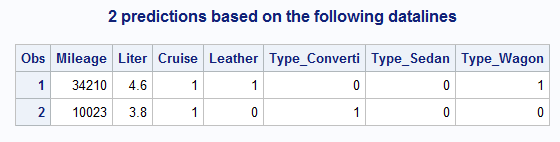 2 predictions based on the following datalines
Obs Mileage Liter Cruise Leather Type_Converti Type_Sedan Type_Wagon
1 34210 4.6 1 1 0 0 1
2 10023 3.8 1 0 1 0 0